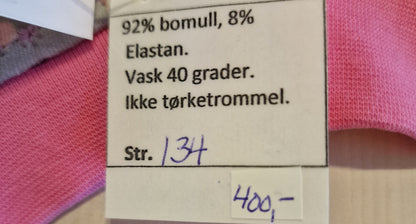 92% bomull, 8%
Elastan.
Vask 40 grader.
Ikke tørketrommel.
Str. 134
400,-